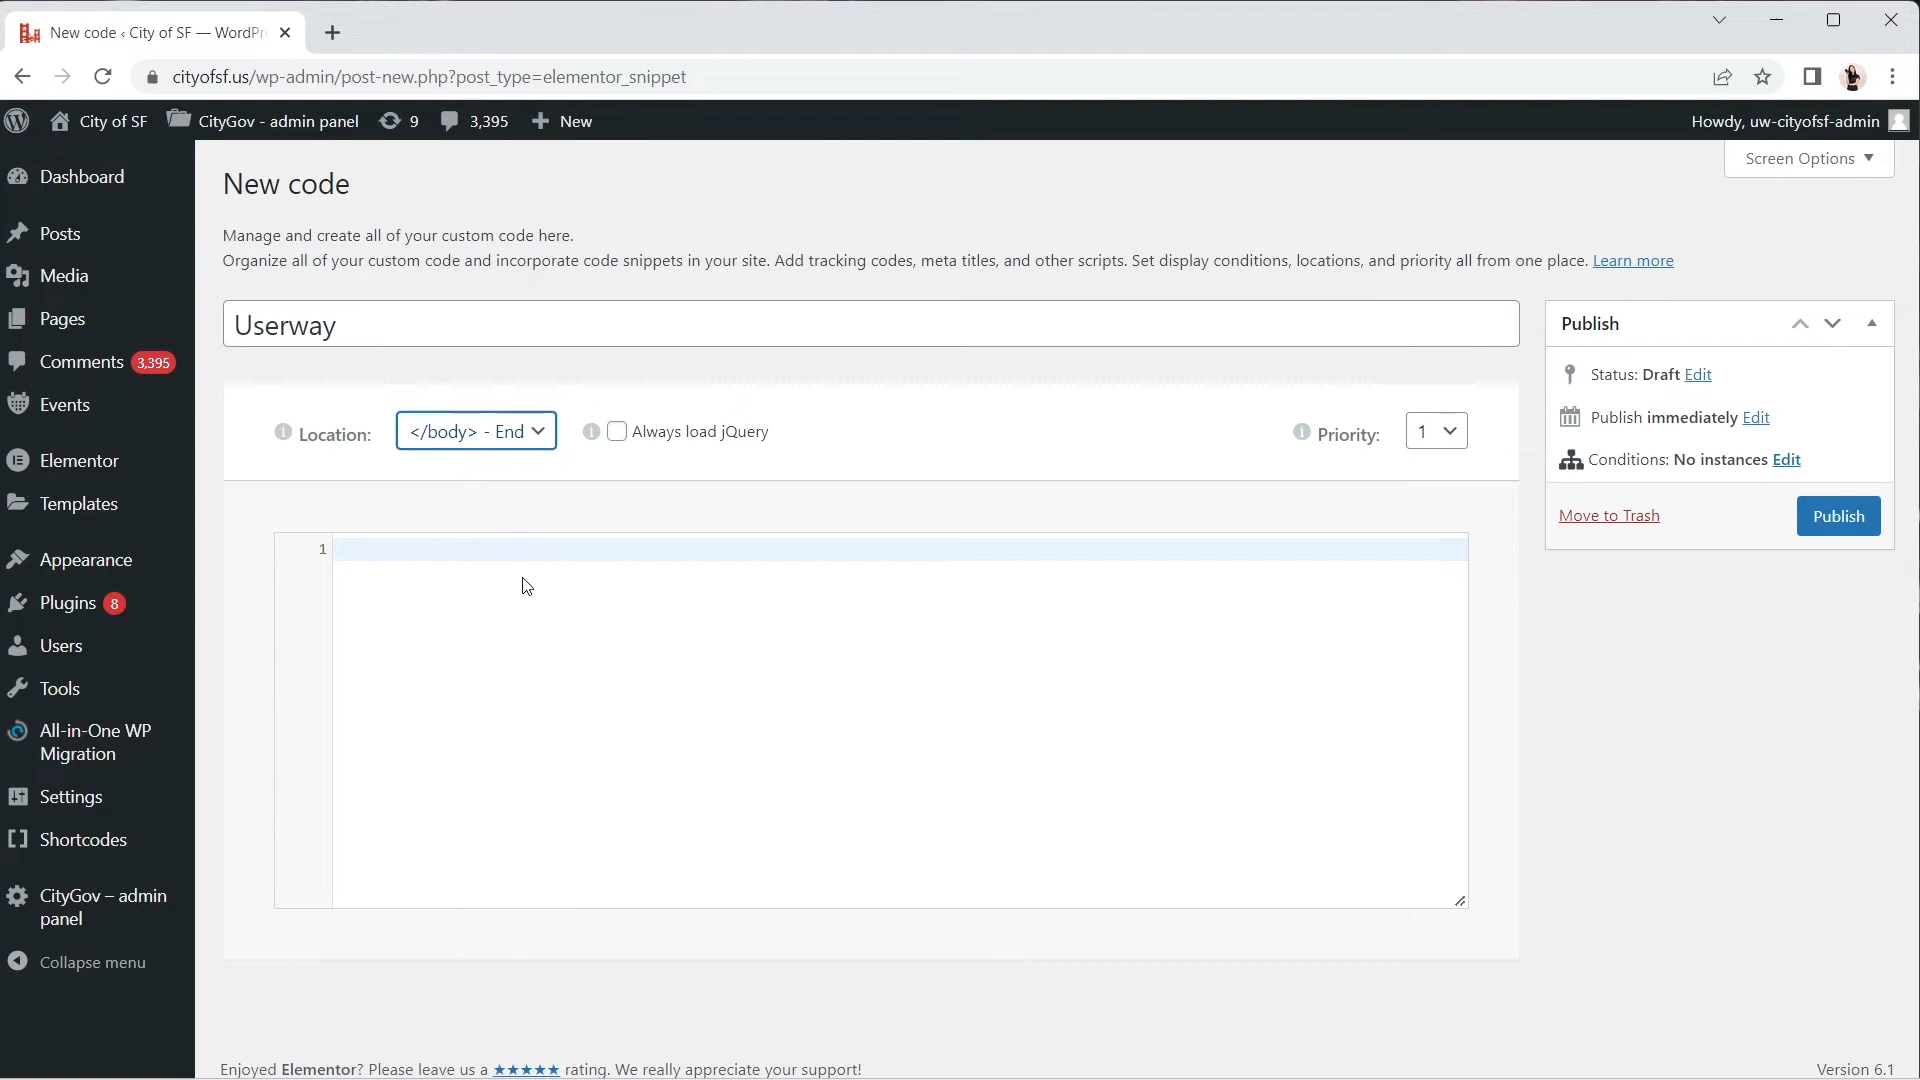 New code ‹ City of SF — WordPr
cityofsf.us/wp-admin/post-new.php?post_type=elementor_snippet
City of SF
CityGov - admin panel
9
3,395
New
Howdy, uw-cityofsf-admin
Screen Options
Dashboard
Posts
Media
Pages
Comments 3,395
Events
Elementor
Templates
Appearance
Plugins 8
Users
Tools
All-in-One WP
Migration
Settings
Shortcodes
CityGov – admin
panel
Collapse menu
New code
Manage and create all of your custom code here.
Organize all of your custom code and incorporate code snippets in your site. Add tracking codes, meta titles, and other scripts. Set display conditions, locations, and priority all from one place. Learn more
Userway
Location: </body> - End
Always load jQuery
Priority: 1
1
Publish
Status: Draft Edit
Publish immediately Edit
Conditions: No instances Edit
Move to Trash
Publish
Enjoyed Elementor? Please leave us a ★★★★★ rating. We really appreciate your support!
Version 6.1